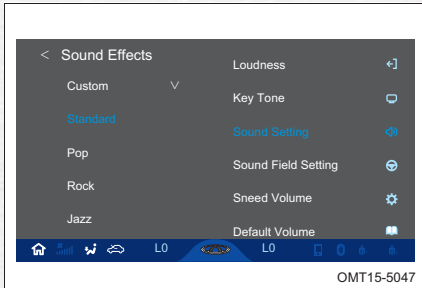 < Sound Effects
Custom V
Standard
Pop
Rock
Jazz
Loudness
Key Tone
Sound Setting
Sound Field Setting
Sneed Volume
Default Volume
L0 L0
OMT15-5047